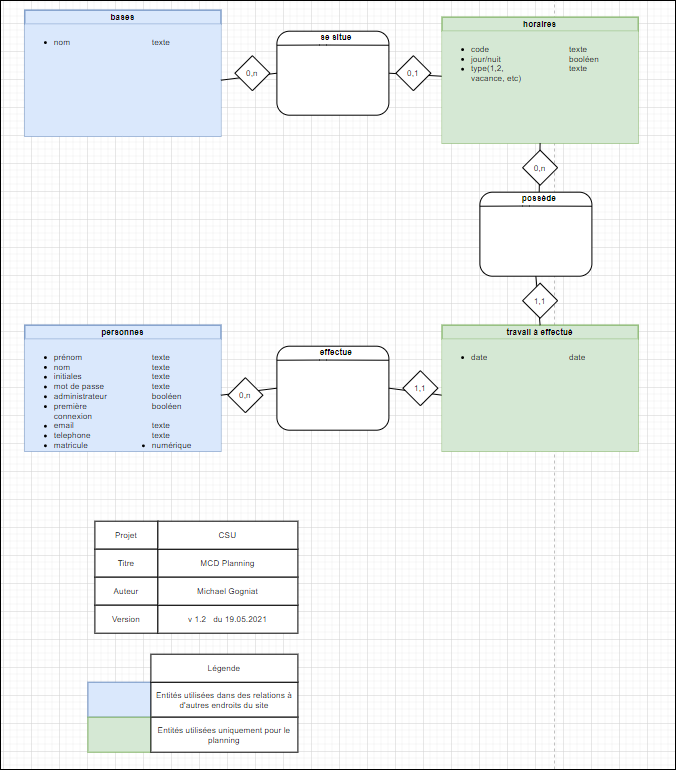 bases
nom texte
0,n
se situe
0,1
horaires
code texte
jour/nuit booléen
type(1,2, texte
vacance, etc)
0,n
possède
1,1
personnes
prénom texte
nom texte
initiales texte
mot de passe texte
administrateur booléen
première booléen
connexion
email texte
telephone texte
matricule numérique
0,n
effectue
1,1
travail à effectué
date date
Projet CSU
Titre MCD Planning
Auteur Michael Gogniat
Version v 1.2 du 19.05.2021
Légende
Entités utilisées dans des relations à
d'autres endroits du site
Entités utilisées uniquement pour le
planning